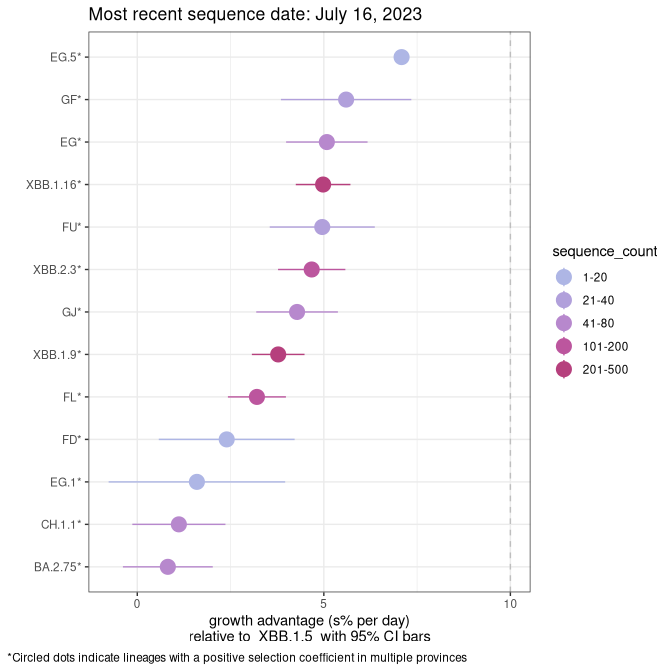 Most recent sequence date: July 16, 2023
EG.5*
GF*
EG*
XBB.1.16*
FU*
XBB.2.3*
GJ*
XBB.1.9*
FL*
FD*
EG.1*
CH.1.1*
BA.2.75*
0 5 10
growth advantage (s% per day)
relative to XBB.1.5 with 95% CI bars
sequence_count
1-20
21-40
41-80
101-200
201-500
*Circled dots indicate lineages with a positive selection coefficient in multiple provinces